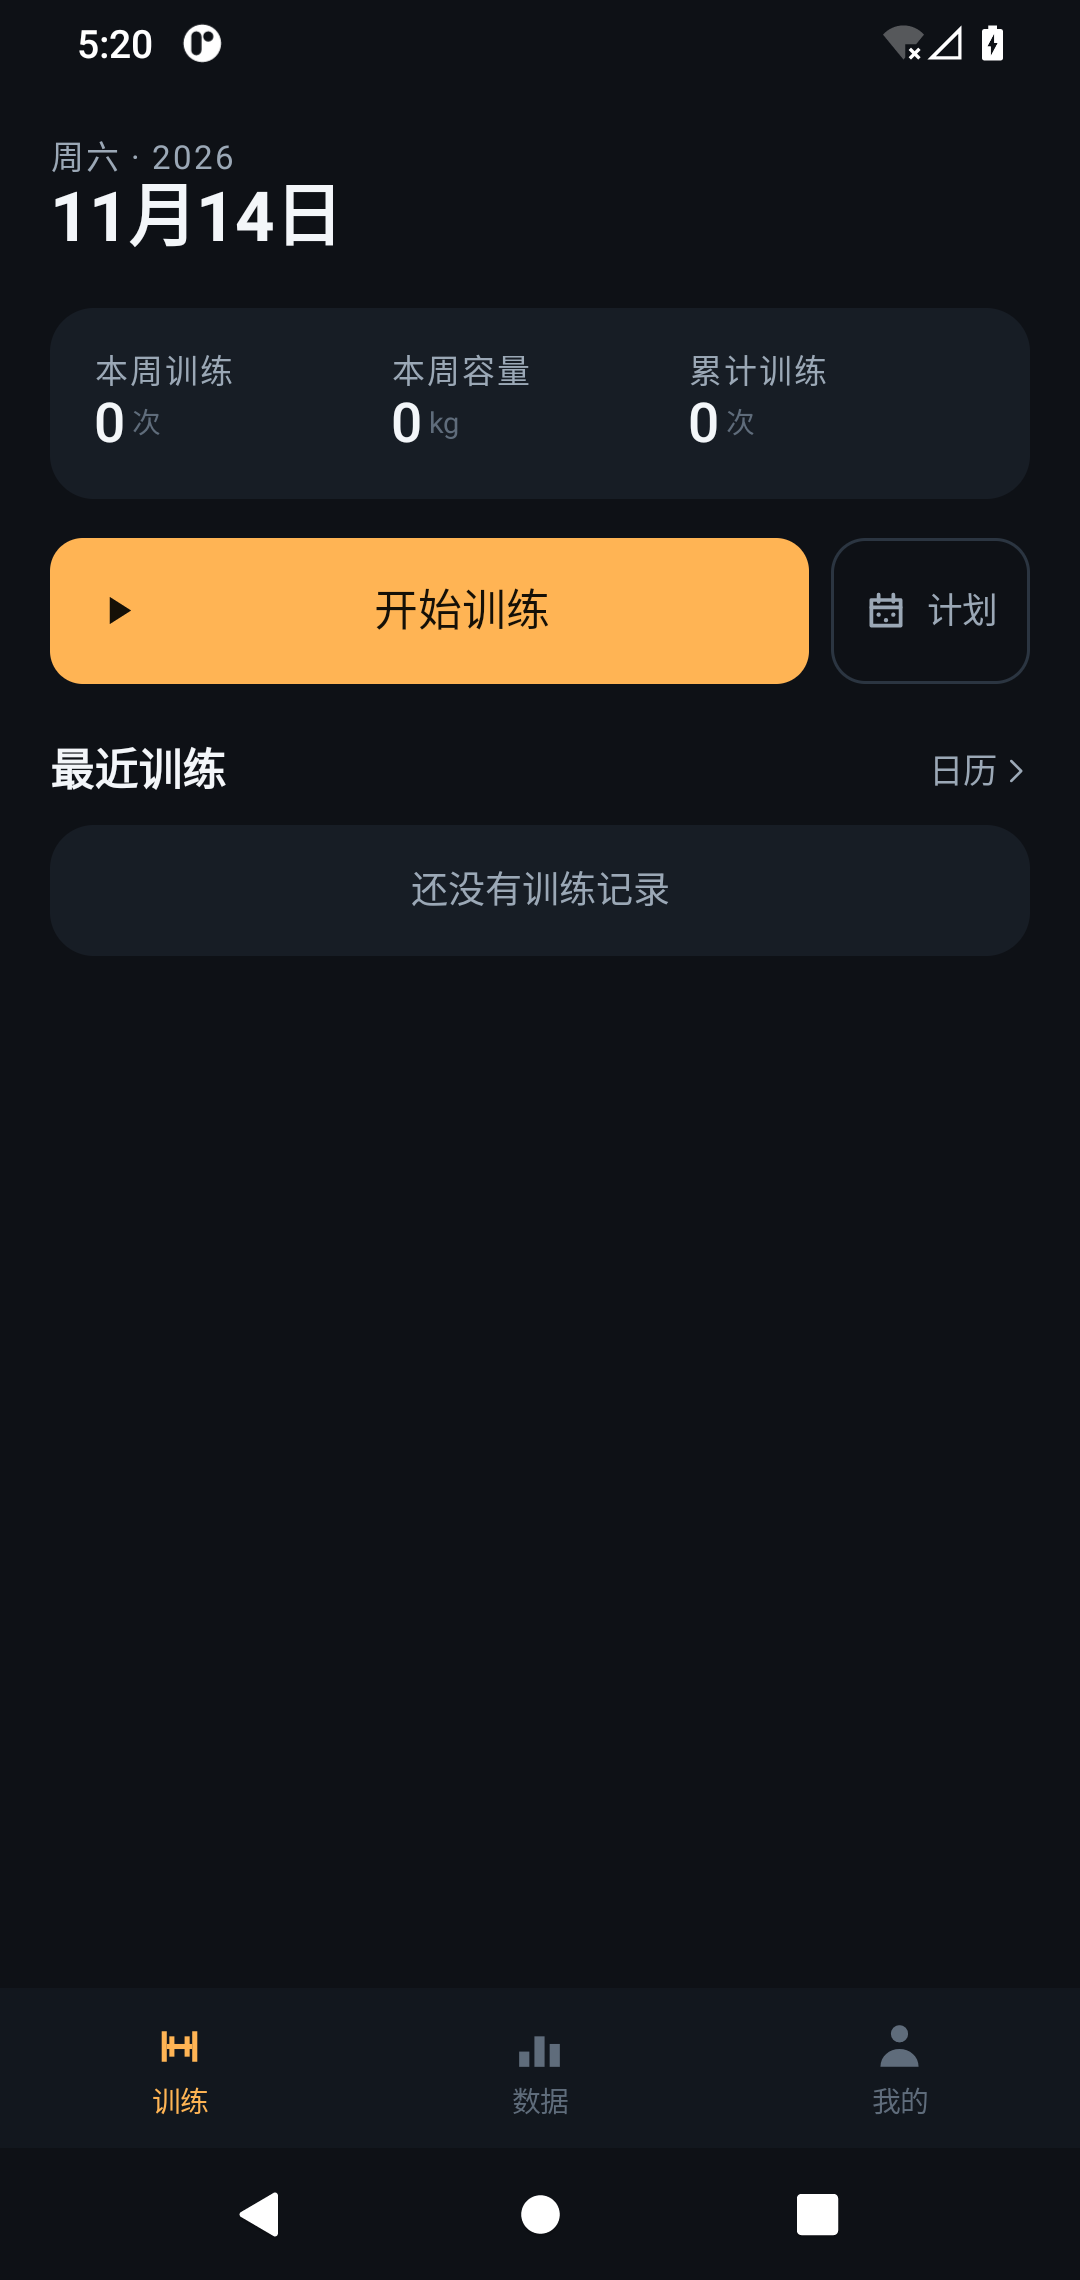 5:20
周六 · 2026
11月14日
本周训练 本周容量 累计训练
0 次 0 kg 0 次
开始训练 计划
最近训练 日历
还没有训练记录
训练 数据 我的